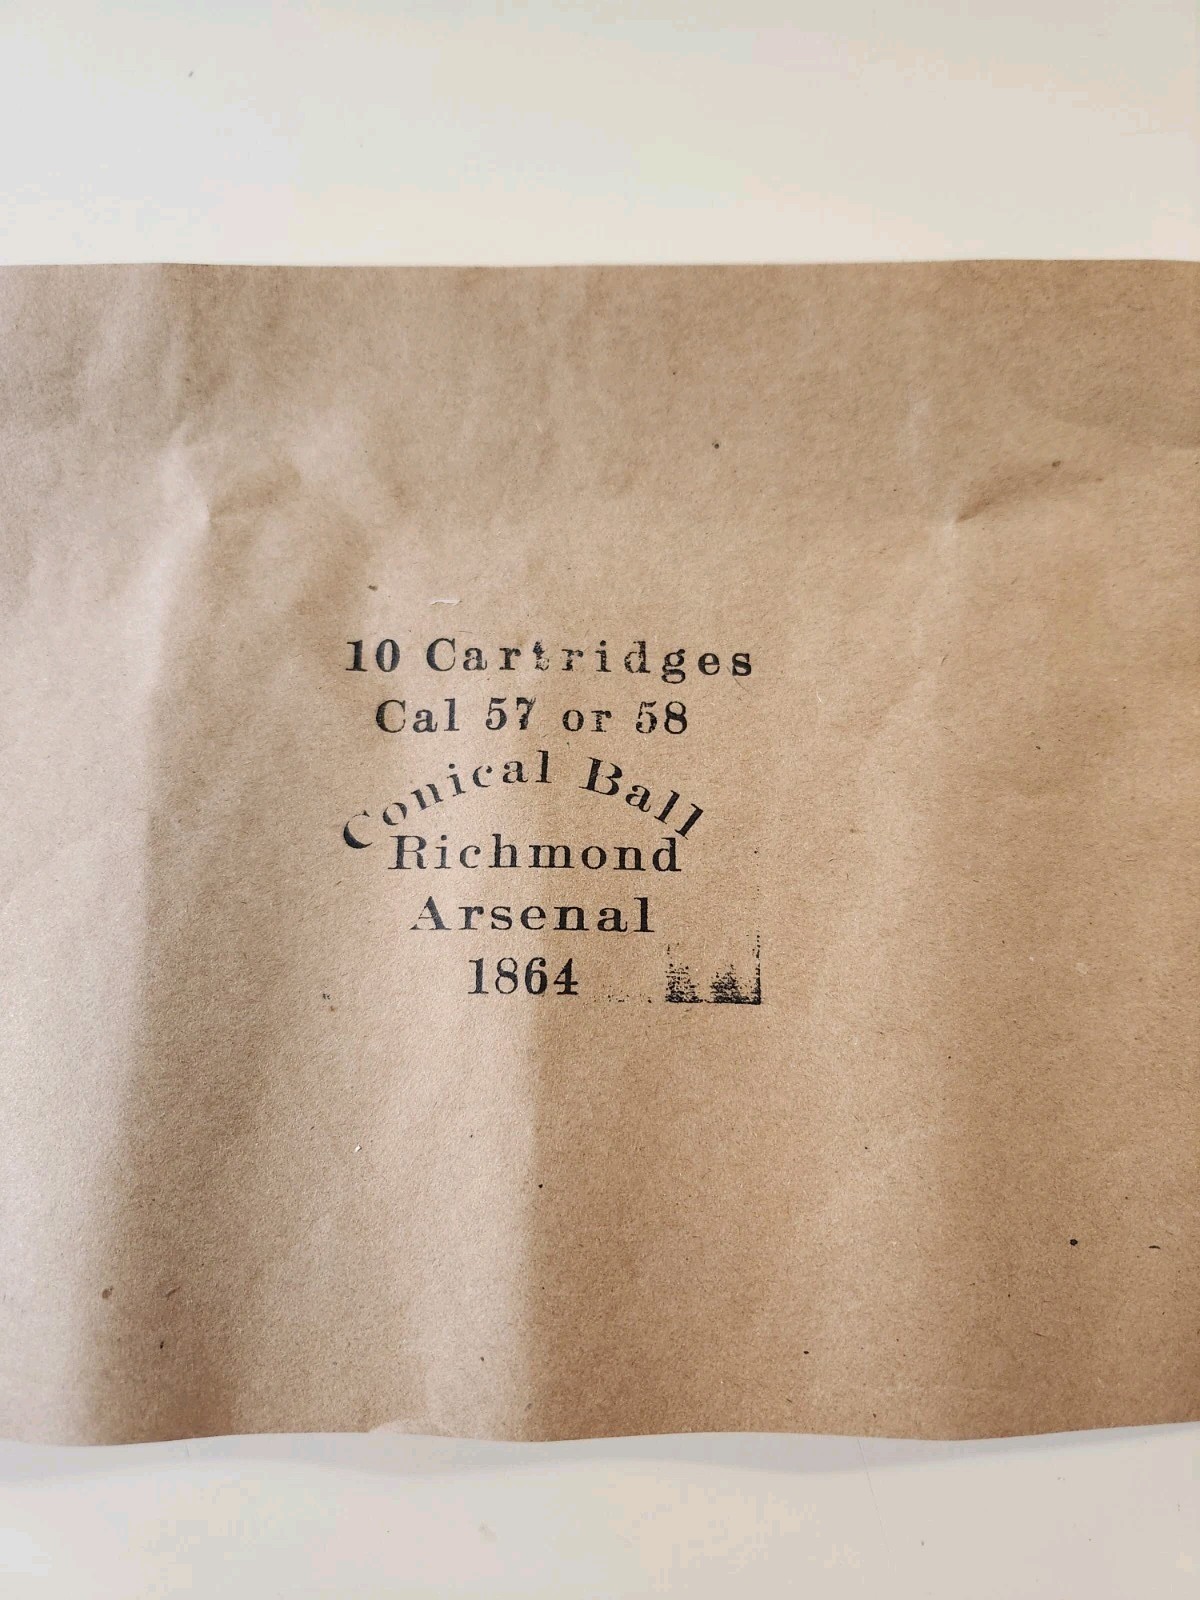 10 Cartridges
Cal 57 or 58
Conical Ball
Richmond
Arsenal
1864